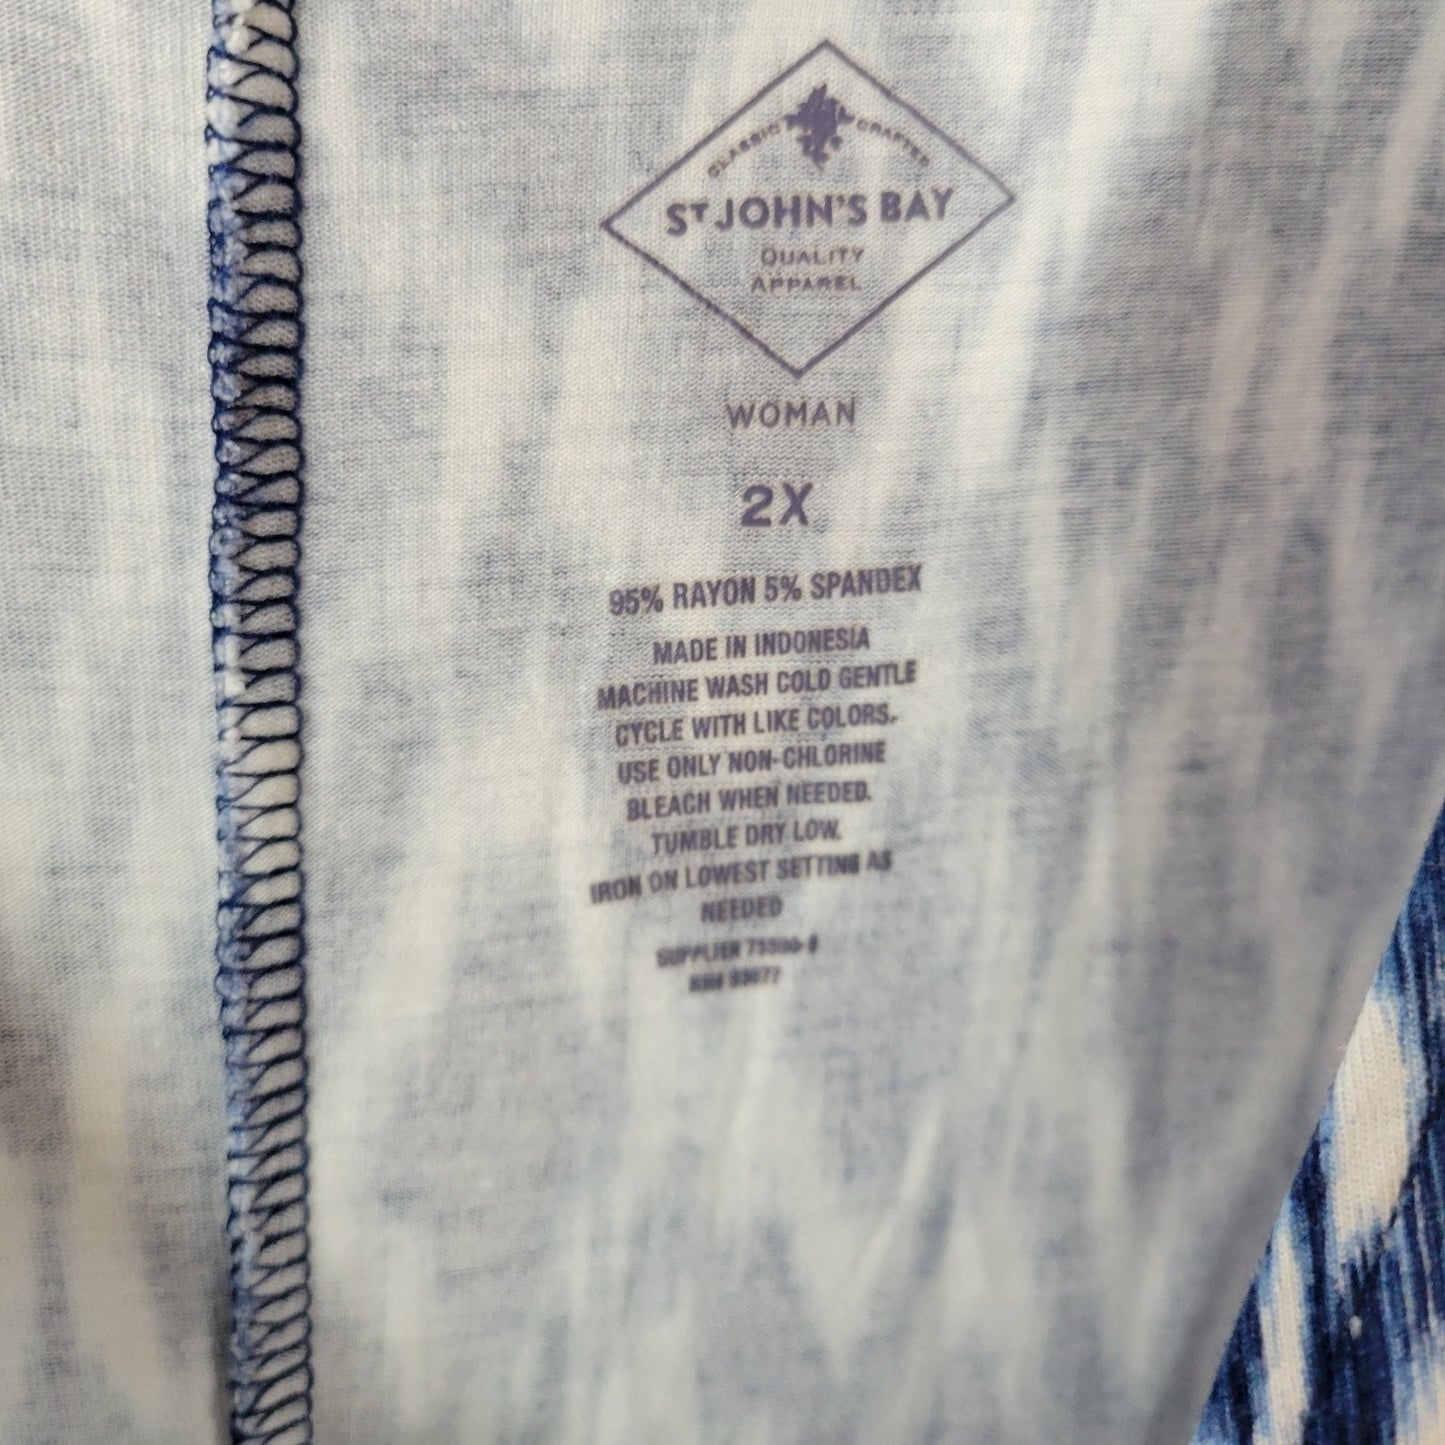 CLASSIC CRAFTED
ST JOHN'S BAY
QUALITY
APPAREL
WOMAN
2X
95% RAYON 5% SPANDEX
MADE IN INDONESIA
MACHINE WASH COLD GENTLE
CYCLE WITH LIKE COLORS.
USE ONLY NON-CHLORINE
BLEACH WHEN NEEDED.
TUMBLE DRY LOW.
IRON ON LOWEST SETTING AS
NEEDED
SUPPLIER